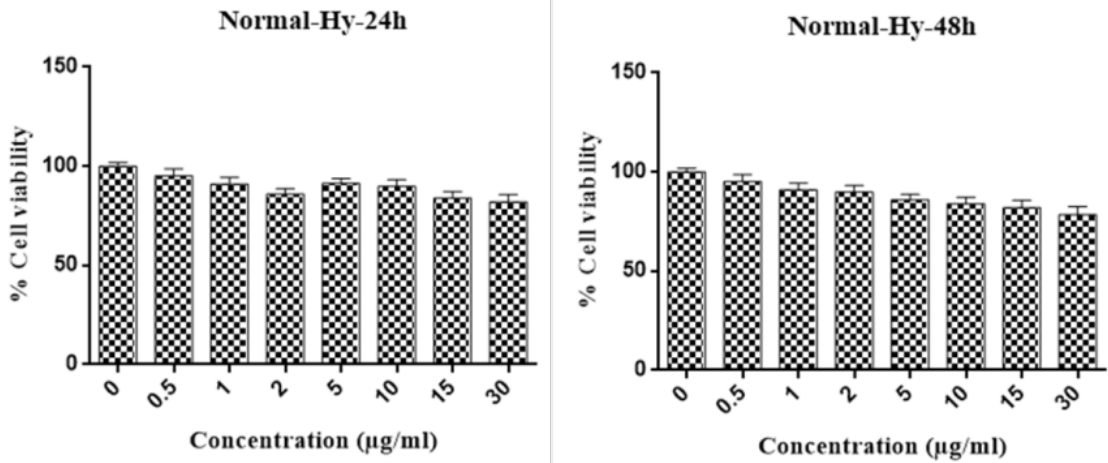 Normal-Hy-24h
% Cell viability
150
100
50
0
0 0.5 1 2 5 10 15 30
Concentration (µg/ml)
Normal-Hy-48h
% Cell viability
150
100
50
0
0 0.5 1 2 5 10 15 30
Concentration (µg/ml)